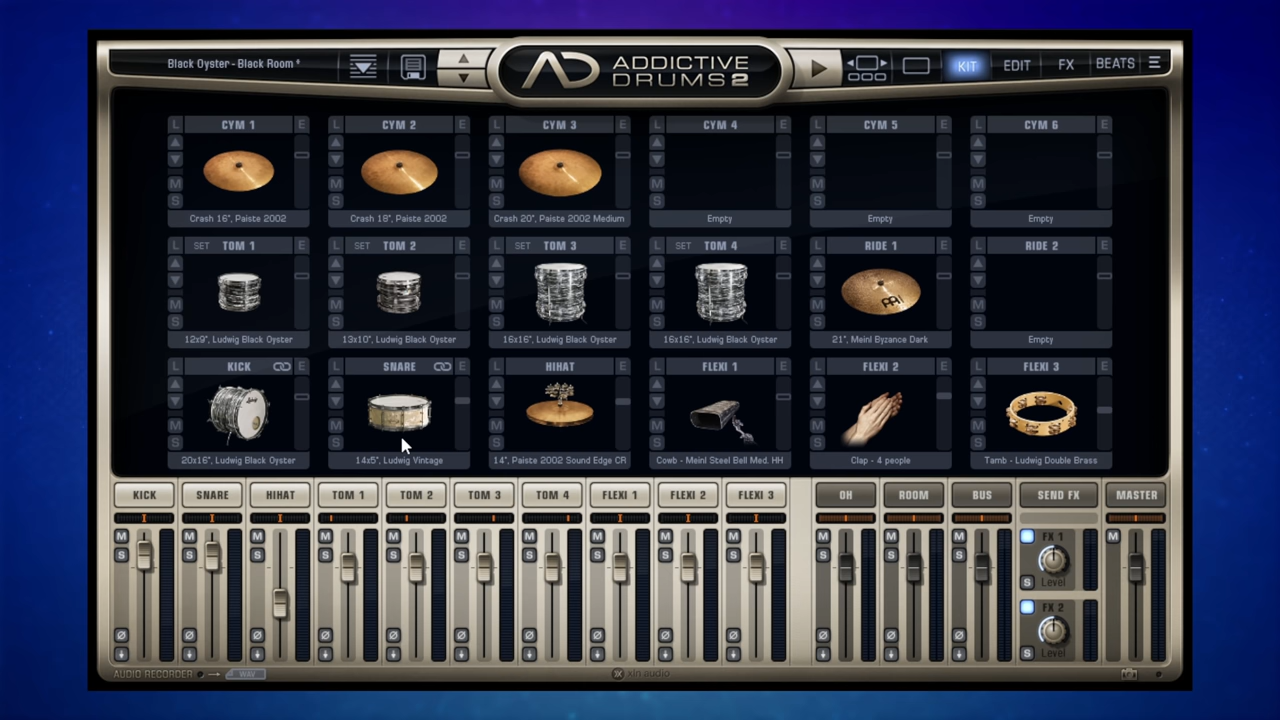 Black Oyster - Black Room *
ADDICTIVE
DRUMS 2
KIT EDIT FX BEATS
L CYM 1 E L CYM 2 E L CYM 3 E L CYM 4 E L CYM 5 E L CYM 6 E
M M M M M M
S S S S S S
Crash 16", Paiste 2002 Crash 18", Paiste 2002 Crash 20", Paiste 2002 Medium Empty Empty Empty
L SET TOM 1 E L SET TOM 2 E L SET TOM 3 E L SET TOM 4 E L RIDE 1 E L RIDE 2 E
M M M M M M
S S S S S S
12x9", Ludwig Black Oyster 13x10", Ludwig Black Oyster 16x16", Ludwig Black Oyster 16x16", Ludwig Black Oyster 21", Meinl Byzance Dark Empty
L KICK E L SNARE E L HIHAT E L FLEXI 1 E L FLEXI 2 E L FLEXI 3 E
M M M M M M
S S S S S S
20x16", Ludwig Black Oyster 14x5", Ludwig Vintage 14", Paiste 2002 Sound Edge CR Cowb - Meinl Steel Bell Med. HH Clap - 4 people Tamb - Ludwig Double Brass
KICK SNARE HIHAT TOM 1 TOM 2 TOM 3 TOM 4 FLEXI 1 FLEXI 2 FLEXI 3 OH ROOM BUS SEND FX MASTER
M M M M M M M M M M M M M FX 1 M
S S S S S S S S S S S S S
S Level
FX 2
Ø Ø Ø Ø Ø Ø Ø Ø Ø Ø Ø Ø Ø
S Level
AUDIO RECORDER WAV xln audio